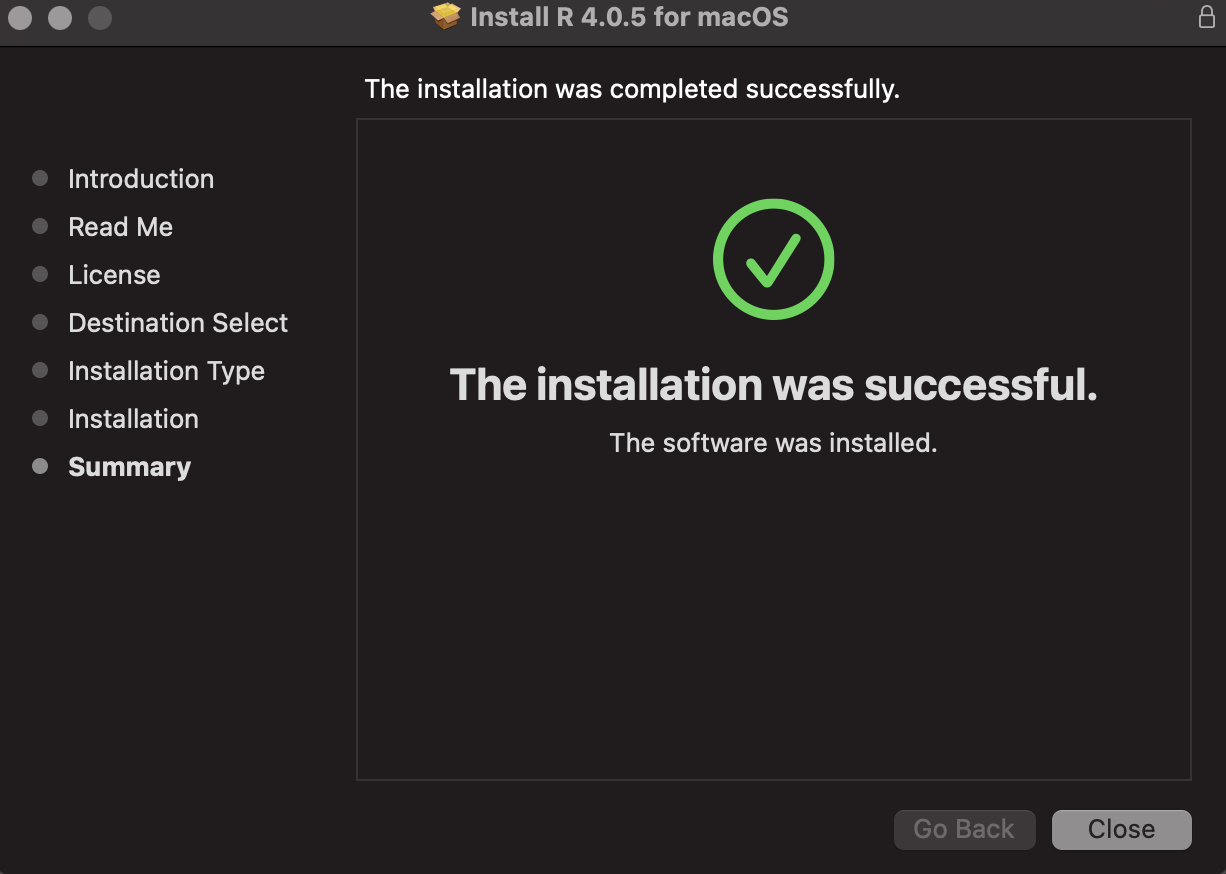 Install R 4.0.5 for macOS
The installation was completed successfully.
Introduction
Read Me
License
Destination Select
Installation Type
Installation
Summary
The installation was successful.
The software was installed.
Go Back
Close